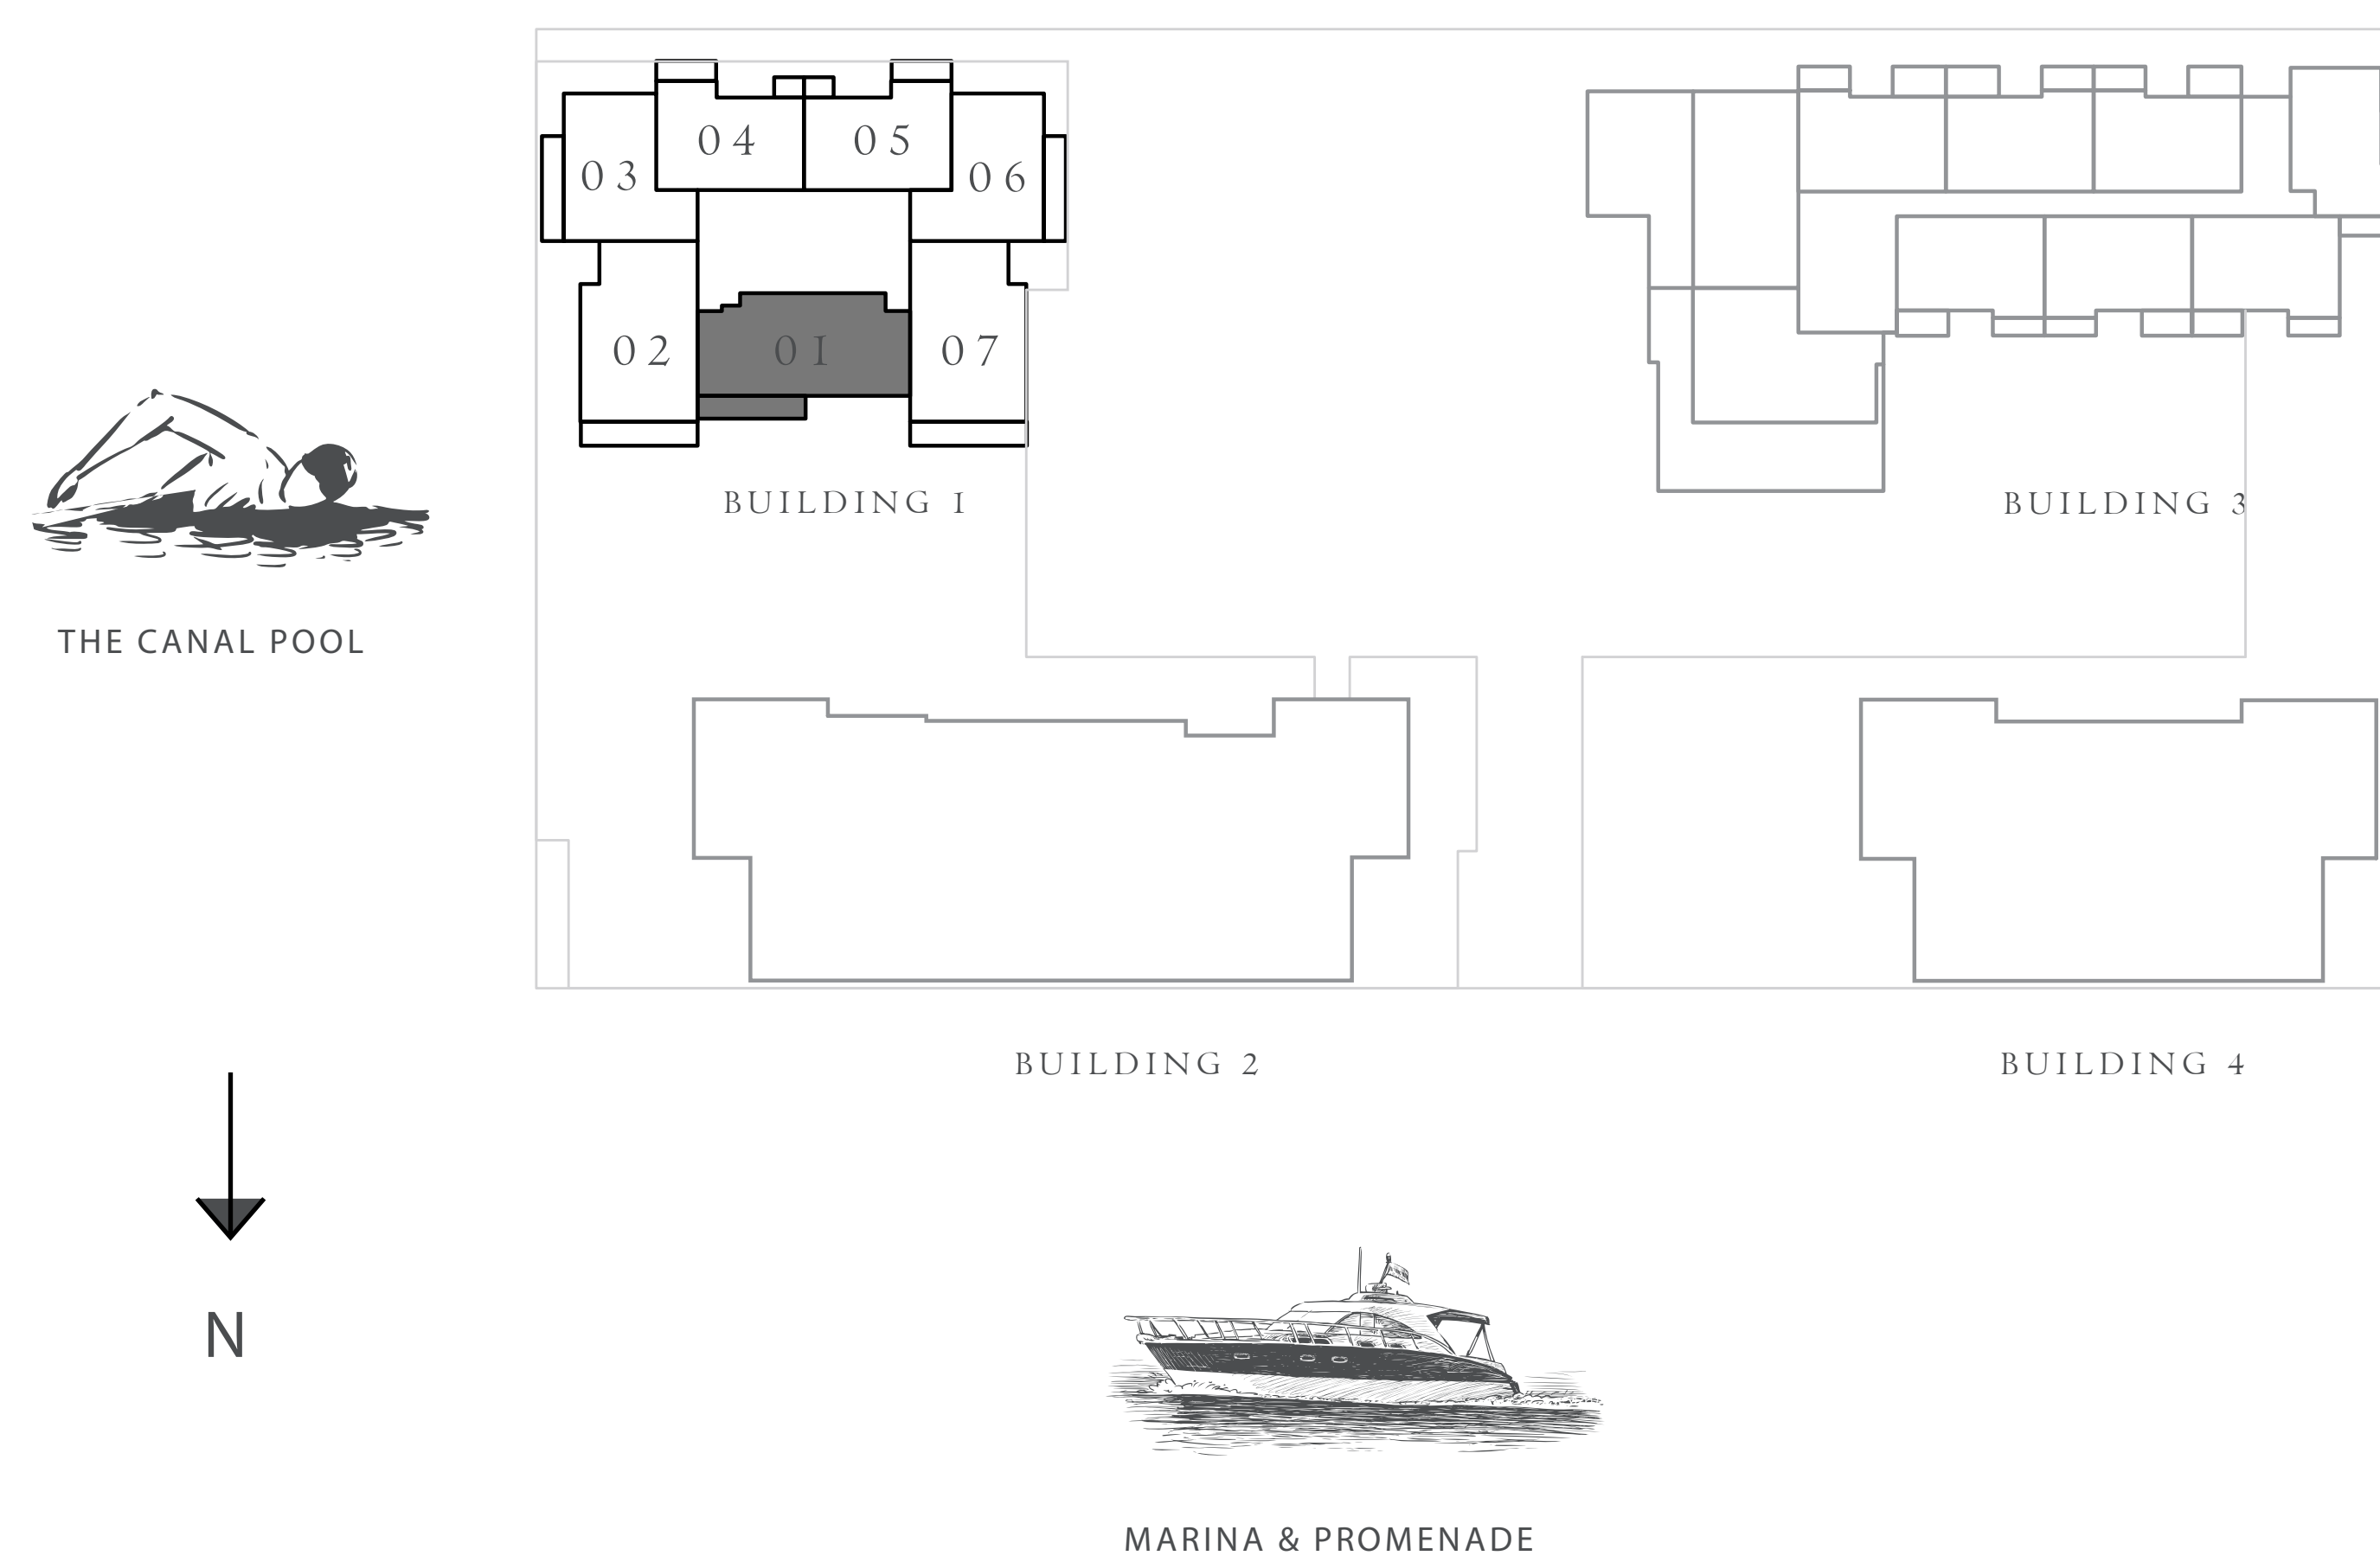 04 05
03 06
02 01 07
BUILDING 1
BUILDING 3
THE CANAL POOL
BUILDING 2
BUILDING 4
N
MARINA & PROMENADE